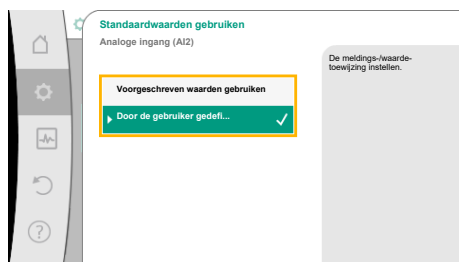 Standaardwaarden gebruiken
Analoge ingang (AI2)
De meldings-/waarde-
toewijzing instellen.
Voorgeschreven waarden gebruiken
Door de gebruiker gedefi...
?